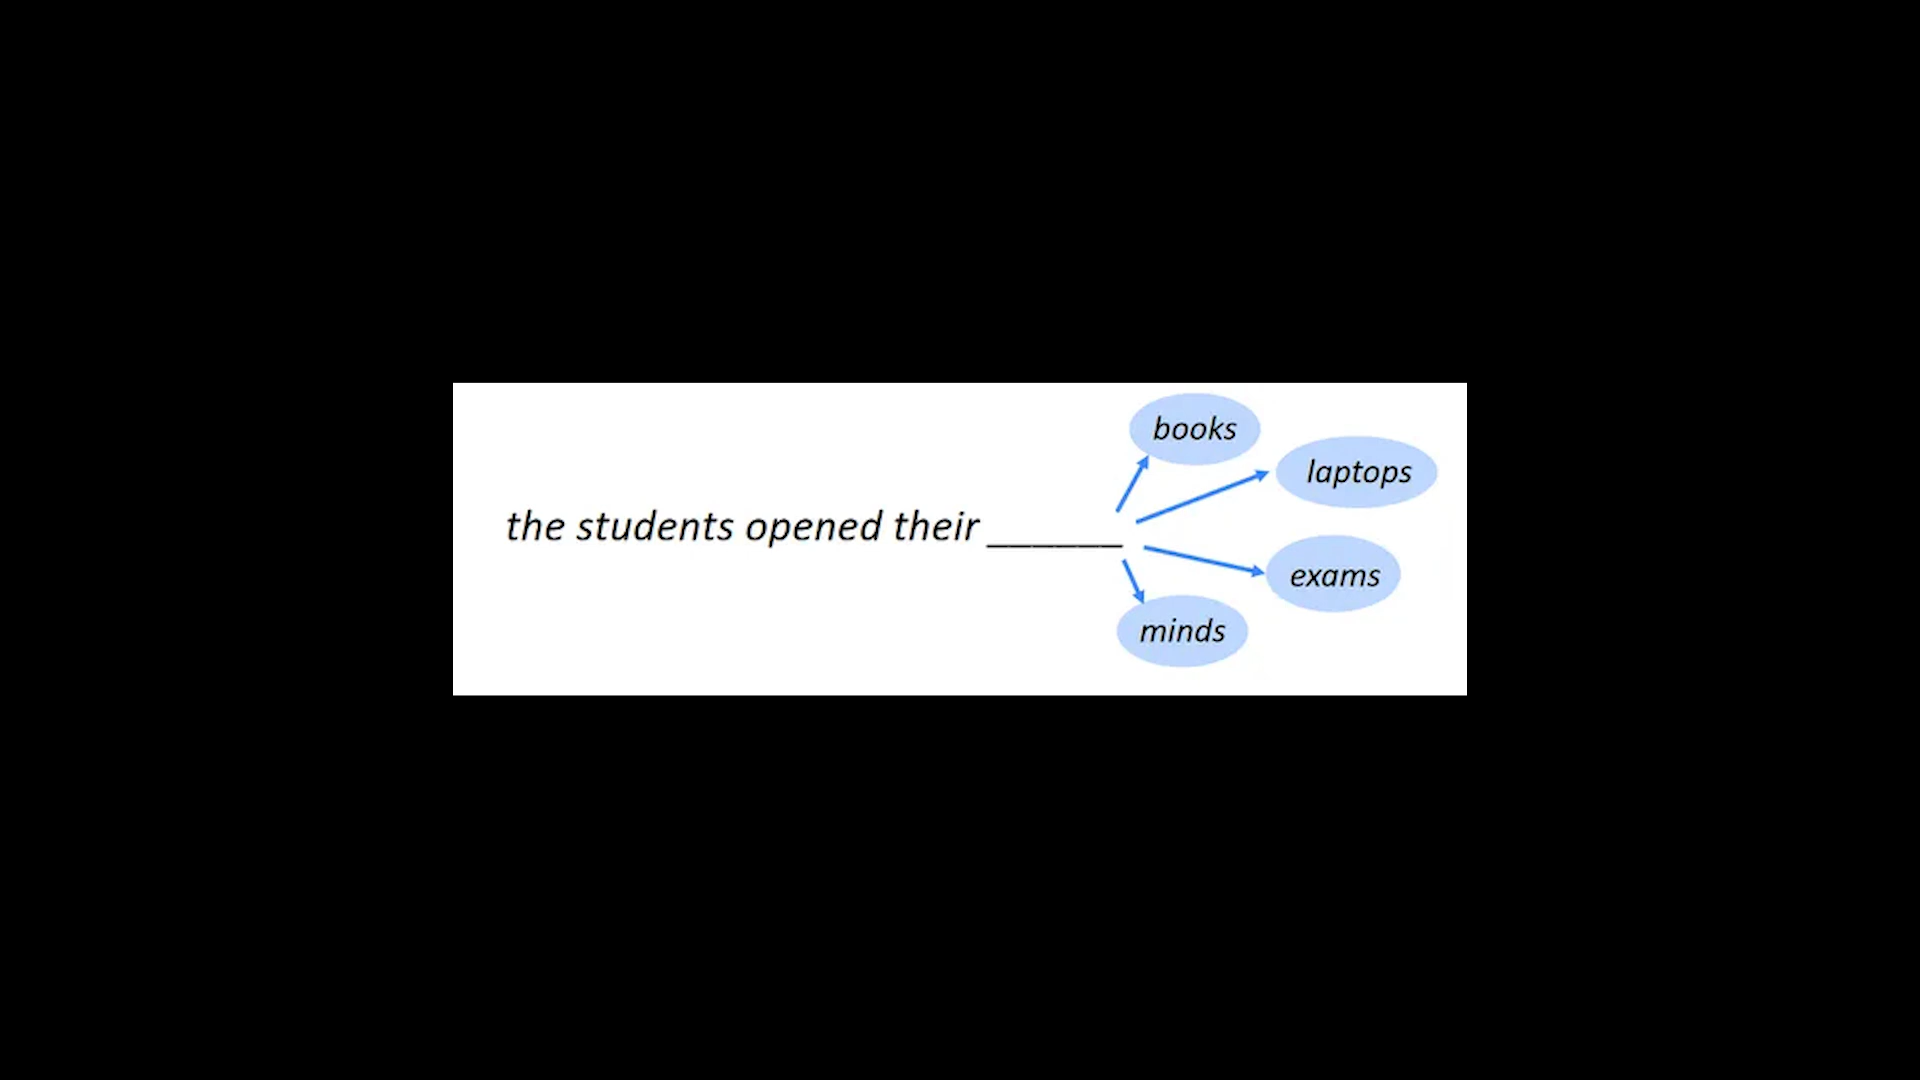 books
laptops
the students opened their ______
exams
minds